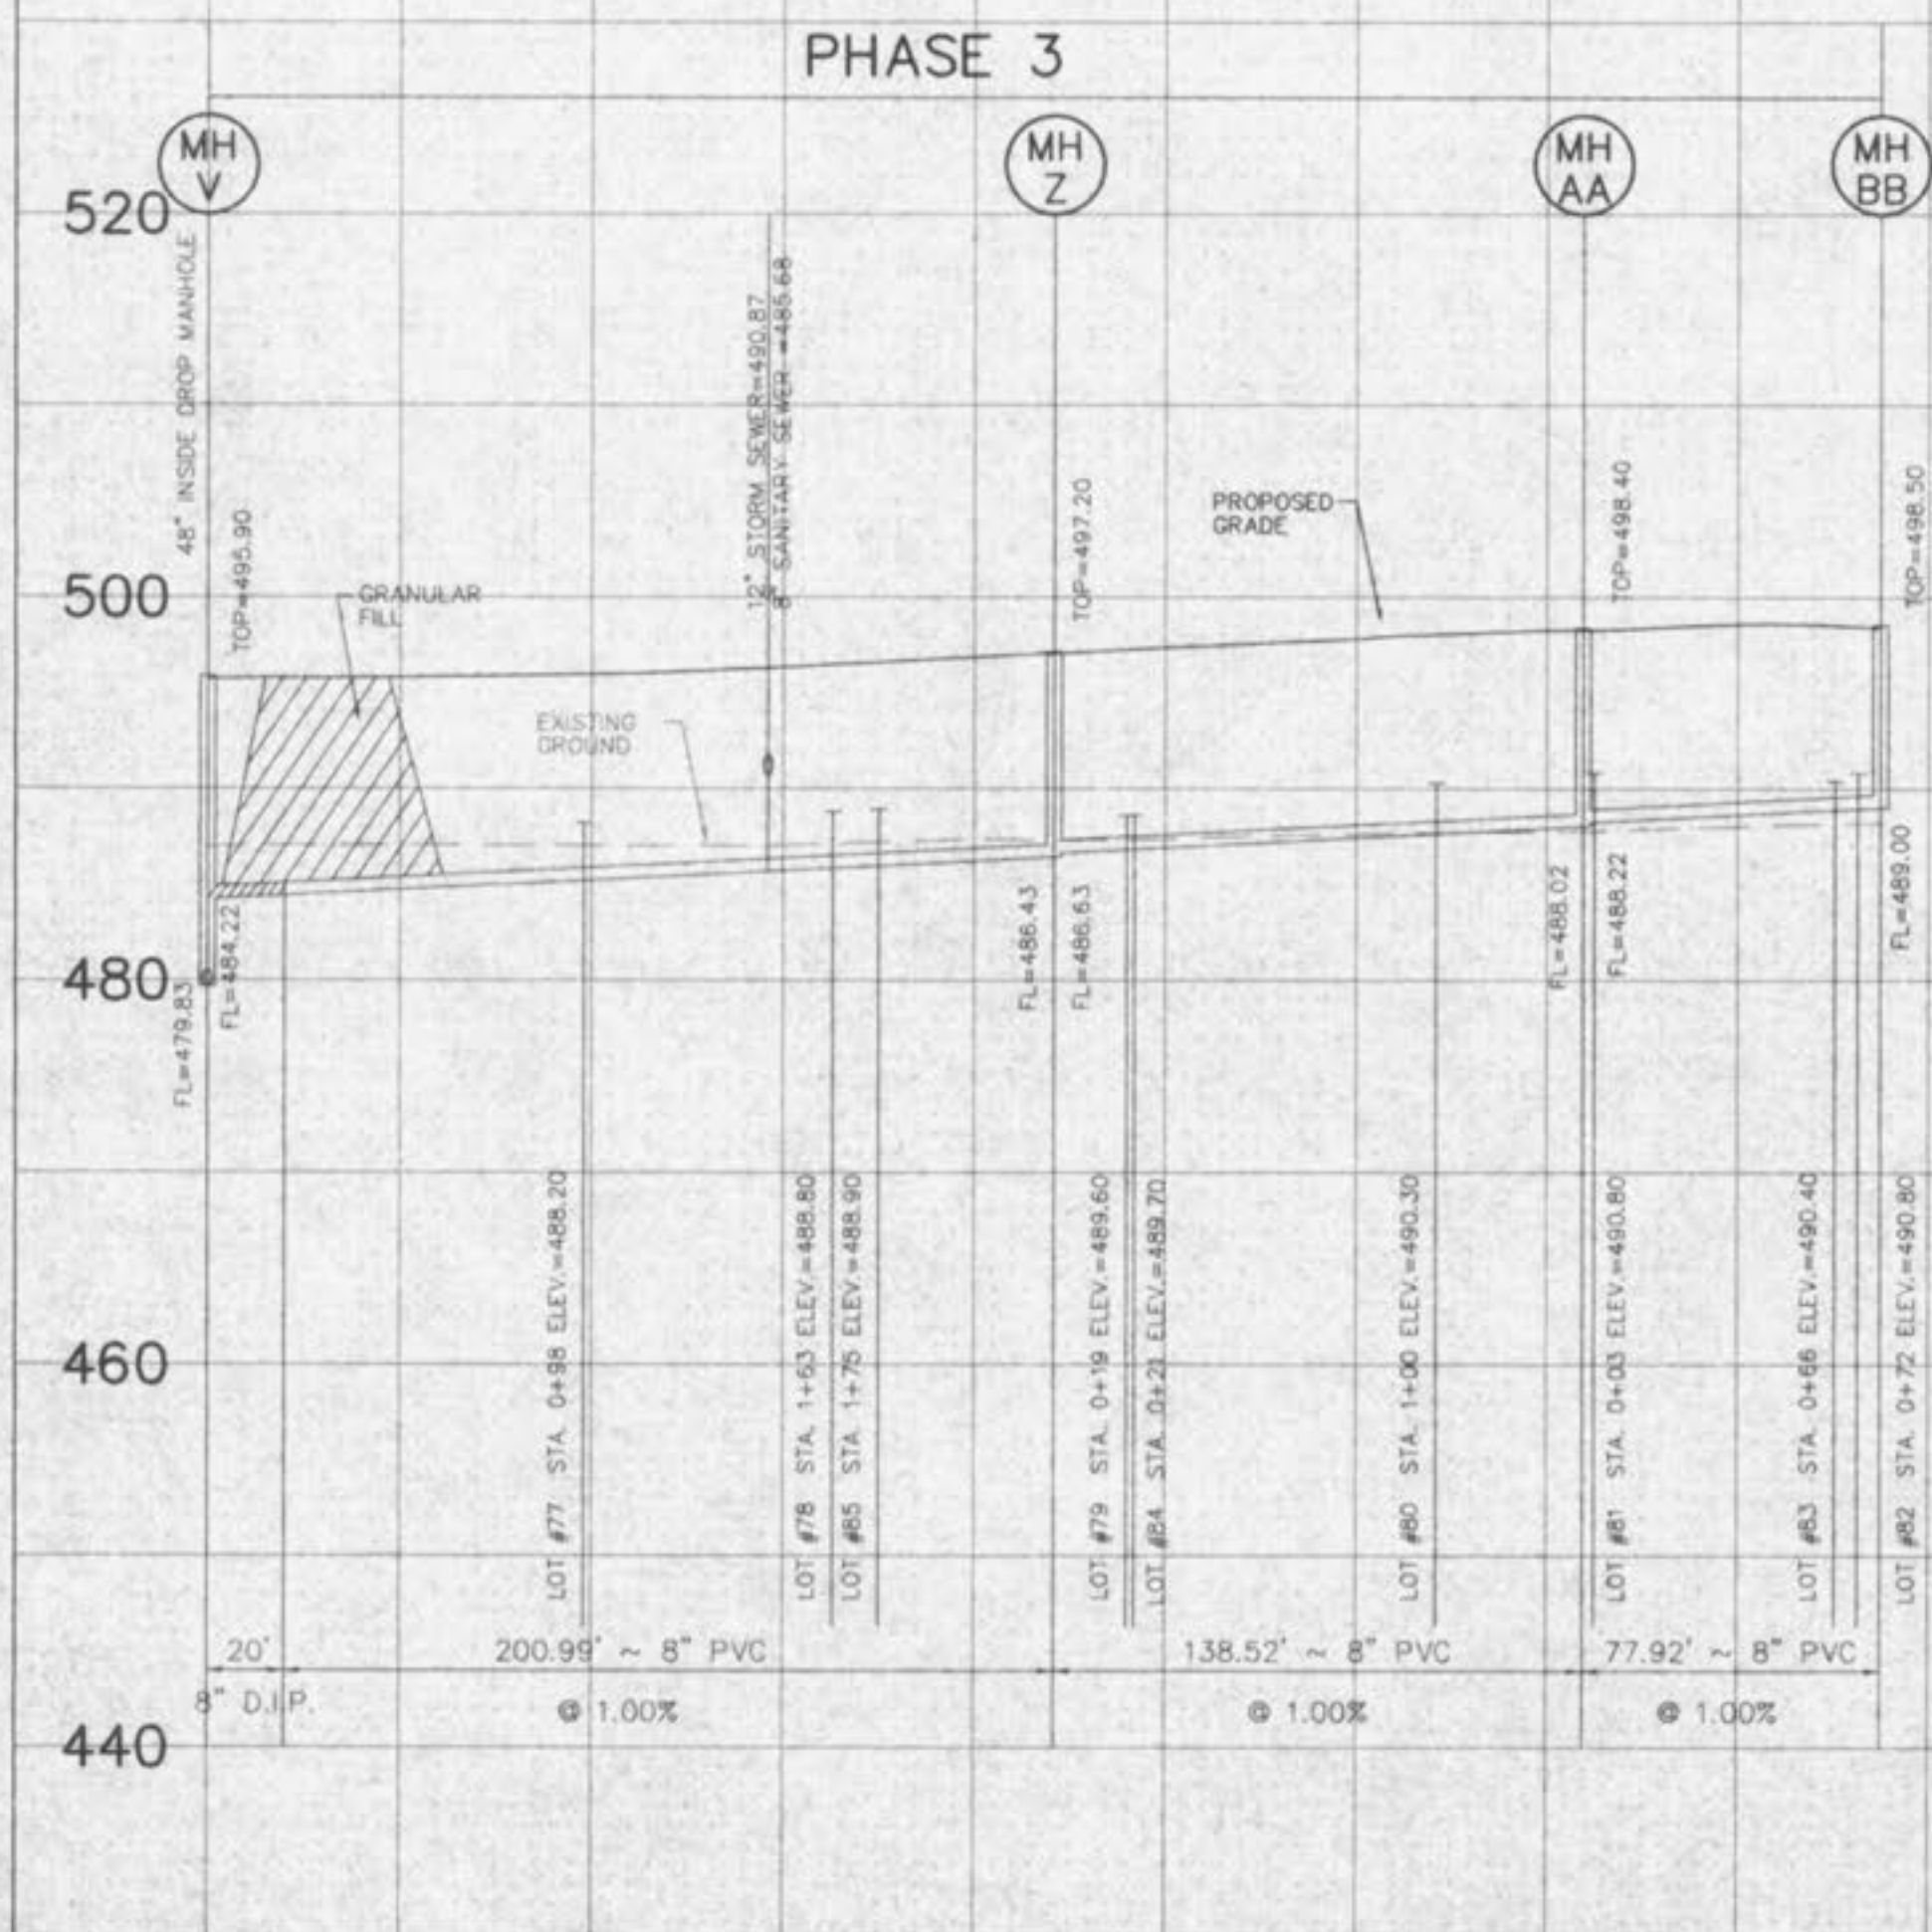 PHASE 3
MH
V
MH
Z
MH
AA
MH
BB
520
500
480
460
440
48" INSIDE DROP MANHOLE
TOP=495.90
GRANULAR
FILL
12" STORM SEWER=490.87
8" SANITARY SEWER =485.68
EXISTING
GROUND
TOP=497.20
PROPOSED
GRADE
TOP=498.40
TOP=498.50
FL=479.83
FL=484.22
FL=486.43
FL=486.63
FL=488.02
FL=488.22
FL=489.00
LOT #77 STA. 0+98 ELEV.=488.20
LOT #78 STA. 1+63 ELEV.=488.80
LOT #85 STA. 1+75 ELEV.=488.90
LOT #79 STA. 0+19 ELEV.=489.60
LOT #84 STA. 0+21 ELEV.=489.70
LOT #80 STA. 1+00 ELEV.=490.30
LOT #81 STA. 0+03 ELEV.=490.80
LOT #83 STA. 0+66 ELEV.=490.40
LOT #82 STA. 0+72 ELEV.=490.80
20'
8" D.I.P.
200.99' ~ 8" PVC
@ 1.00%
138.52' ~ 8" PVC
@ 1.00%
77.92' ~ 8" PVC
@ 1.00%